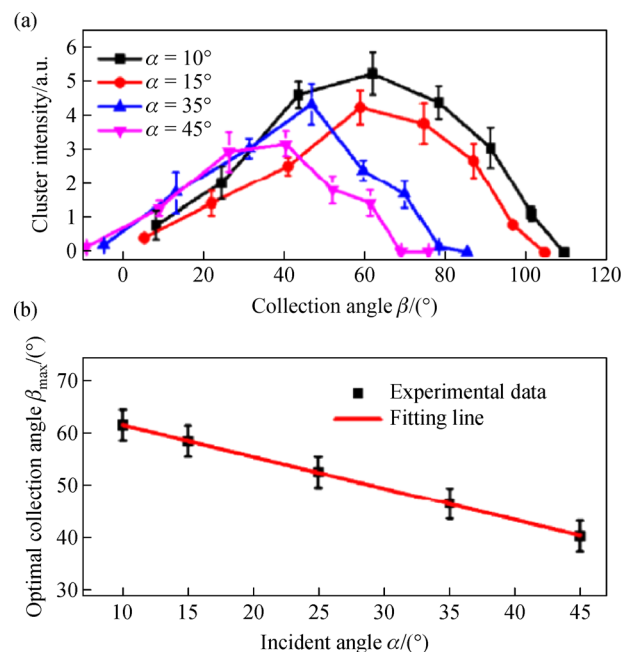 (a)
6
5
4
3
2
1
0
Cluster intensity/a.u.
α = 10°
α = 15°
α = 35°
α = 45°
0 20 40 60 80 100 120
Collection angle β/(°)
(b)
70
60
50
40
30
Optimal collection angle βmax/(°)
Experimental data
Fitting line
10 15 20 25 30 35 40 45
Incident angle α/(°)